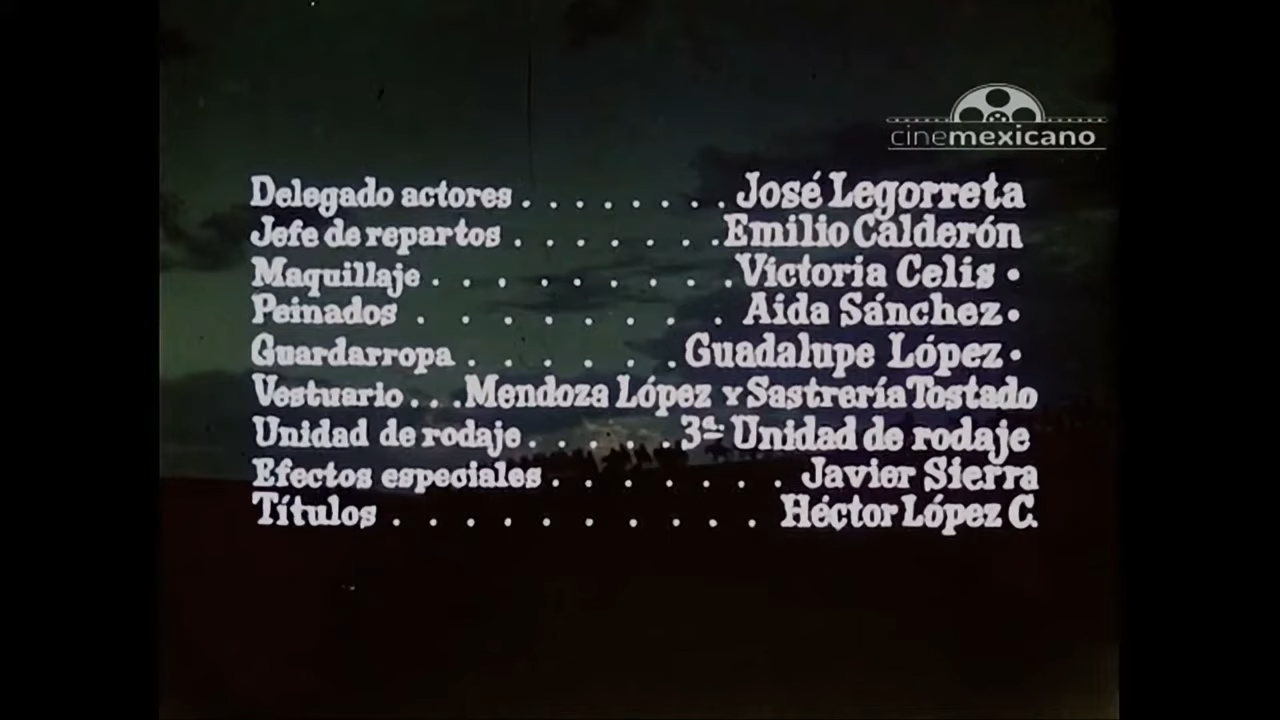 cinemexicano
Delegado actores . . . . . . . . José Legorreta
Jefe de repartos . . . . . . . Emilio Calderón
Maquillaje . . . . . . . . . Victoria Celis •
Peinados . . . . . . . . Aida Sánchez •
Guardarropa . . . . . . Guadalupe López •
Vestuario . . . Mendoza López y Sastrería Tostado
Unidad de rodaje . . . . . 3ª Unidad de rodaje
Efectos especiales . . . . . . . Javier Sierra
Títulos . . . . . . . . . . Héctor López C.